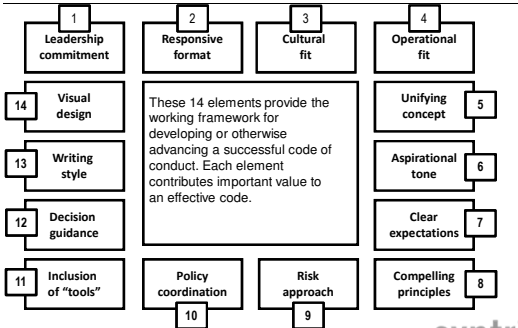 1
Leadership
commitment
2
Responsive
format
3
Cultural
fit
4
Operational
fit
14
Visual
design
These 14 elements provide the
working framework for
developing or otherwise
advancing a successful code of
conduct. Each element
contributes important value to
an effective code.
Unifying
concept
5
13
Writing
style
Aspirational
tone
6
12
Decision
guidance
Clear
expectations
7
11
Inclusion
of “tools”
Policy
coordination
10
Risk
approach
9
Compelling
principles
8